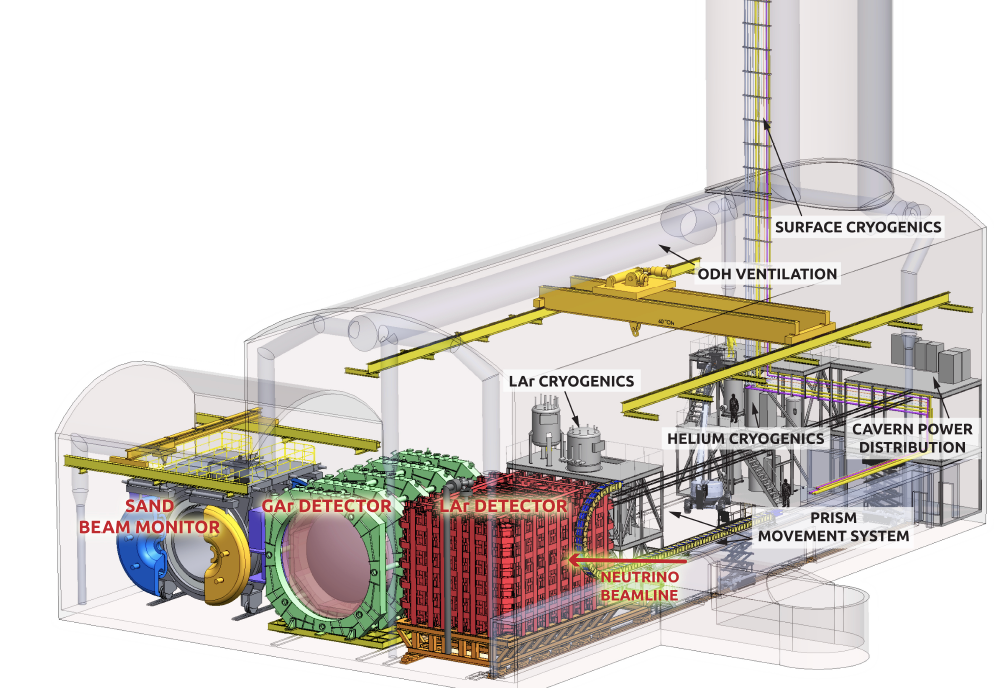 SURFACE CRYOGENICS
ODH VENTILATION
LAr CRYOGENICS
HELIUM CRYOGENICS
CAVERN POWER
DISTRIBUTION
SAND
BEAM MONITOR
GAr DETECTOR
LAr DETECTOR
PRISM
MOVEMENT SYSTEM
NEUTRINO
BEAMLINE